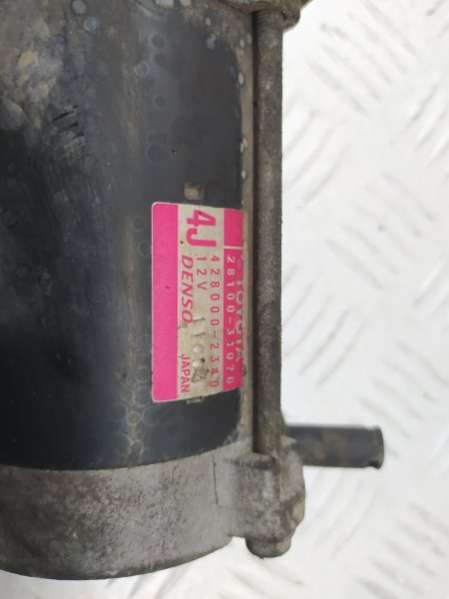 TOYOTA
28100-31070
4J
428000-2340
12V
DENSO
JAPAN